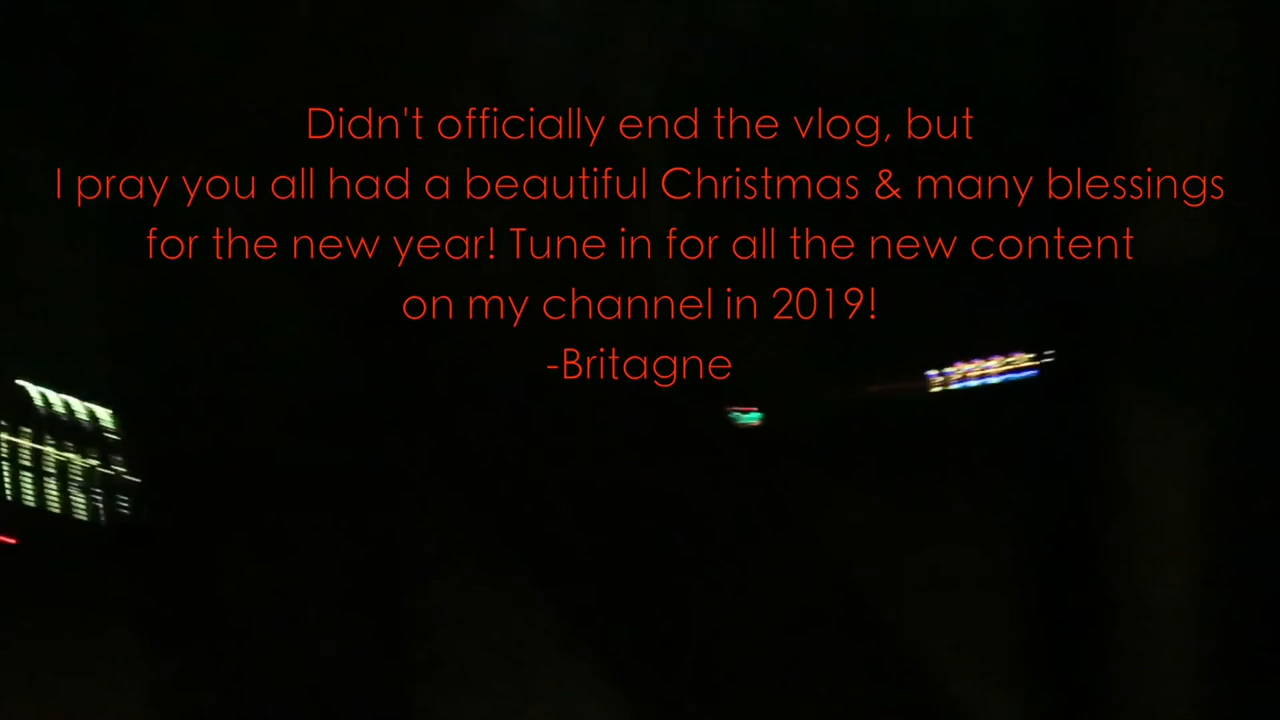 Didn't officially end the vlog, but
I pray you all had a beautiful Christmas & many blessings
for the new year! Tune in for all the new content
on my channel in 2019!
-Britagne